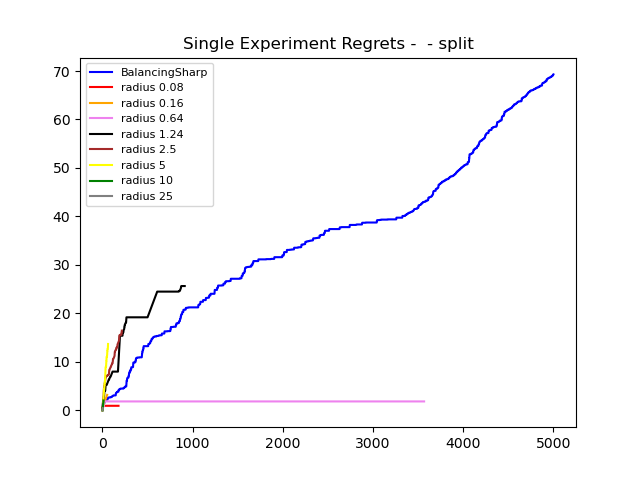 Single Experiment Regrets -  - split
70
60
50
40
30
20
10
0
BalancingSharp
radius 0.08
radius 0.16
radius 0.64
radius 1.24
radius 2.5
radius 5
radius 10
radius 25
0 1000 2000 3000 4000 5000